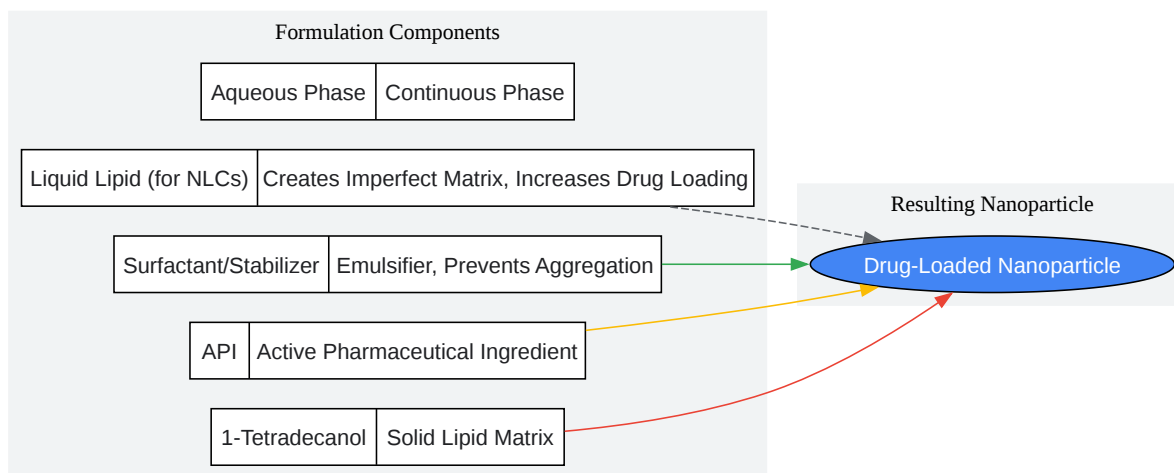 Formulation Components
Aqueous Phase
Continuous Phase
Liquid Lipid (for NLCs)
Creates Imperfect Matrix, Increases Drug Loading
Surfactant/Stabilizer
Emulsifier, Prevents Aggregation
API
Active Pharmaceutical Ingredient
1-Tetradecanol
Solid Lipid Matrix
Resulting Nanoparticle
Drug-Loaded Nanoparticle